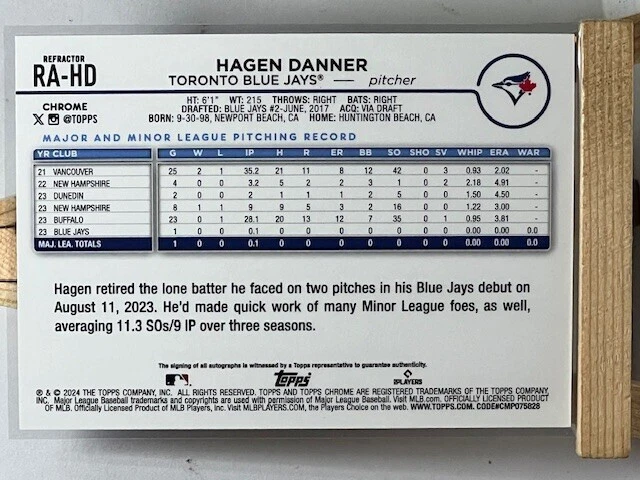 REFRACTOR
RA-HD
HAGEN DANNER
TORONTO BLUE JAYS® — pitcher
CHROME
X @TOPPS
HT: 6'1" WT: 215 THROWS: RIGHT BATS: RIGHT
DRAFTED: BLUE JAYS #2-JUNE, 2017 ACQ: VIA DRAFT
BORN: 9-30-98, NEWPORT BEACH, CA HOME: HUNTINGTON BEACH, CA
MAJOR AND MINOR LEAGUE PITCHING RECORD
YR CLUB G W L IP H R ER BB SO SHO SV WHIP ERA WAR
21 VANCOUVER 25 2 1 35.2 21 11 8 12 42 0 3 0.93 2.02 -
22 NEW HAMPSHIRE 4 0 0 3.2 5 2 2 3 1 0 2 2.18 4.91 -
23 DUNEDIN 2 0 0 2 1 1 1 2 5 0 0 1.50 4.50 -
23 NEW HAMPSHIRE 8 1 1 9 9 5 3 2 16 0 0 1.22 3.00 -
23 BUFFALO 23 0 1 28.1 20 13 12 7 35 0 1 0.95 3.81 -
23 BLUE JAYS 1 0 0 0.1 0 0 0 0 0 0 0 0.00 0.00 0.0
MAJ. LEA. TOTALS 1 0 0 0.1 0 0 0 0 0 0 0 0.00 0.00 0.0
Hagen retired the lone batter he faced on two pitches in his Blue Jays debut on
August 11, 2023. He'd made quick work of many Minor League foes, as well,
averaging 11.3 SOs/9 IP over three seasons.
The signing of all autographs is witnessed by a Topps representative to guarantee authenticity.
Topps
PLAYERS
® & © 2024 THE TOPPS COMPANY, INC. ALL RIGHTS RESERVED. TOPPS AND TOPPS CHROME ARE REGISTERED TRADEMARKS OF THE TOPPS COMPANY,
INC. Major League Baseball trademarks and copyrights are used with permission of Major League Baseball. Visit MLB.com. OFFICIALLY LICENSED PRODUCT
OF MLB. Officially Licensed Product of MLB Players, Inc. Visit MLBPLAYERS.COM, the Players Choice on the web. WWW.TOPPS.COM. CODE#CMP075828